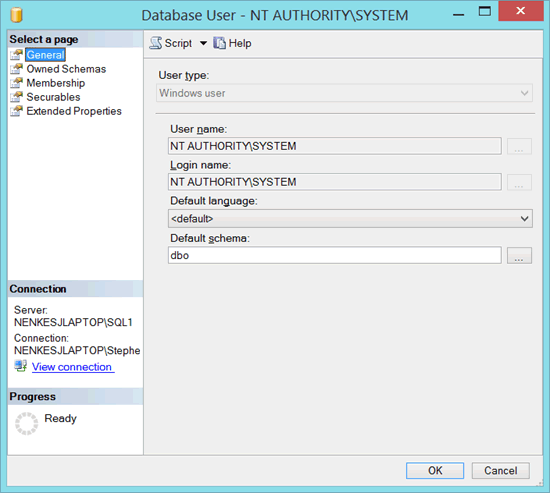 Database User - NT AUTHORITY\SYSTEM
Select a page
General
Owned Schemas
Membership
Securables
Extended Properties
Script
Help
User type:
Windows user
User name:
NT AUTHORITY\SYSTEM
...
Login name:
NT AUTHORITY\SYSTEM
...
Default language:
<default>
Default schema:
dbo
...
Connection
Server:
NENKESJLAPTOP\SQL1
Connection:
NENKESJLAPTOP\Stephe
View connection
Progress
Ready
OK
Cancel